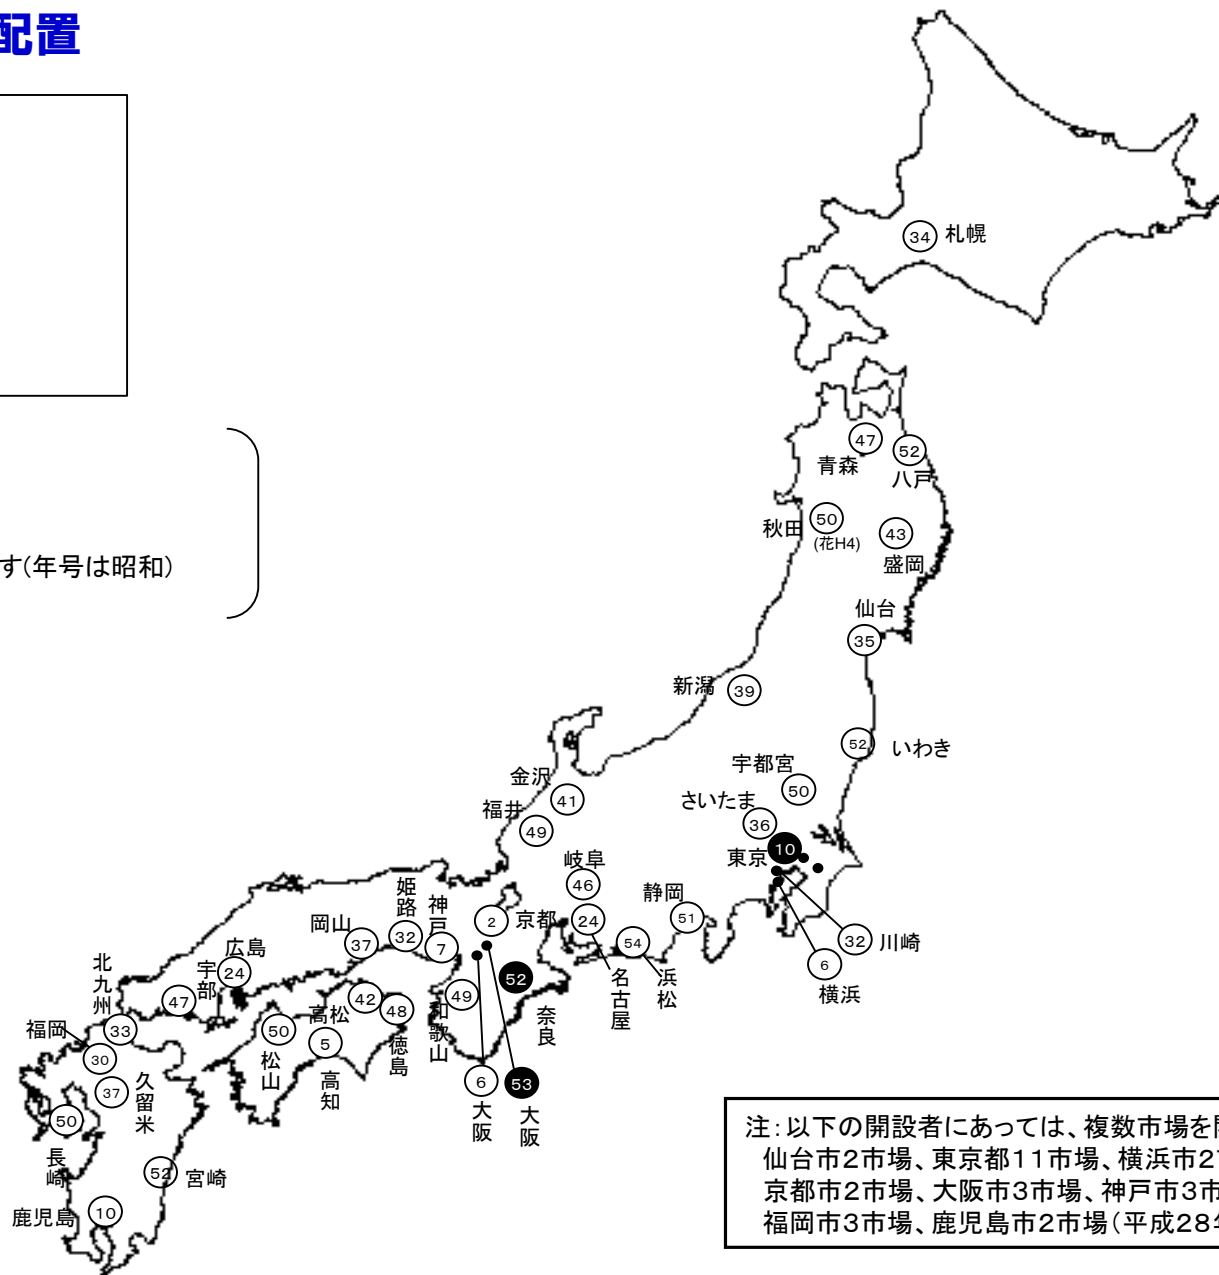 配置
す(年号は昭和)
34 札幌
47
青森
52
八戸
秋田
50
(花H4)
43
盛岡
仙台
35
新潟 39
52 いわき
宇都宮
50
さいたま
36
東京
10
金沢
41
福井
49
岐阜
46
24
名古屋
静岡
51
54
浜松
32 川崎
6
横浜
2 京都
神戸
7
姫路
32
岡山
37
広島
24
宇部
47
北九州
33
福岡
30
久留米
37
50
長崎
52 宮崎
鹿児島 10
高松
42
48
徳島
50
松山
5
高知
49
和歌山
52
奈良
6
大阪
53
大阪
注:以下の開設者にあっては、複数市場を
仙台市2市場、東京都11市場、横浜市2
京都市2市場、大阪市3市場、神戸市3市
福岡市3市場、鹿児島市2市場(平成28